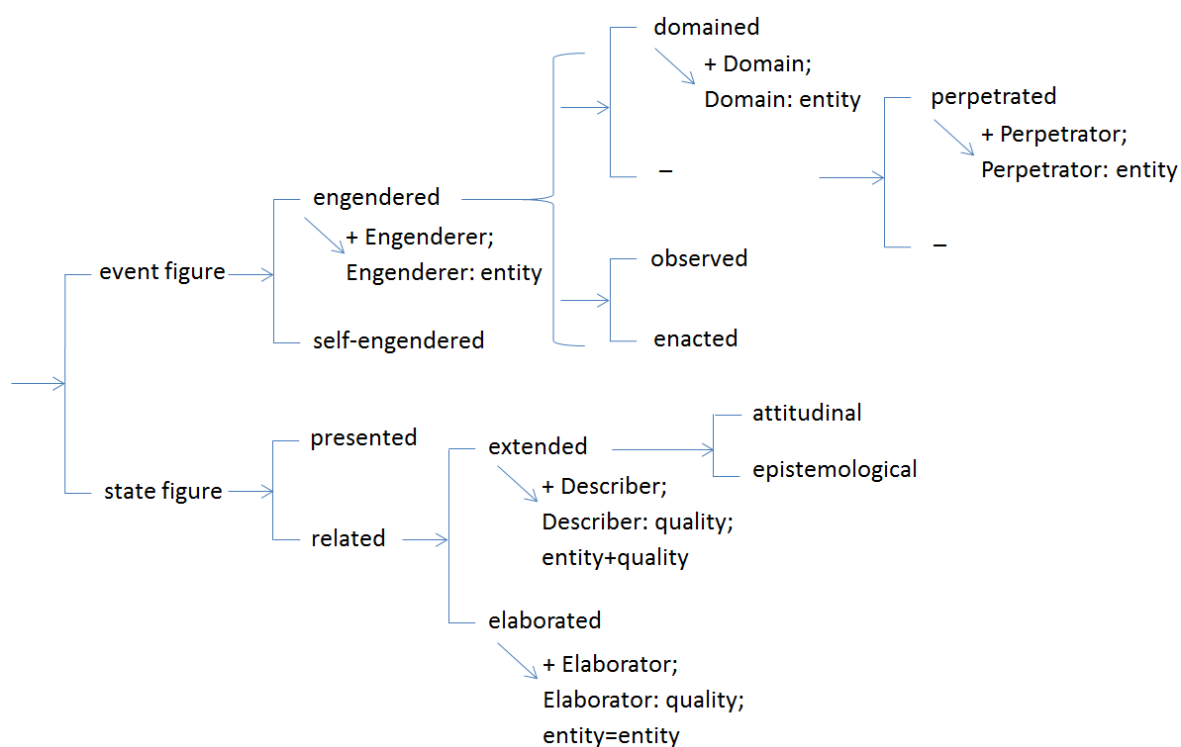 domained
+ Domain;
Domain: entity
–
perpetrated
+ Perpetrator;
Perpetrator: entity
–
engendered
+ Engenderer;
Engenderer: entity
event figure
self-engendered
observed
enacted
state figure
presented
related
extended
+ Describer;
Describer: quality;
entity+quality
attitudinal
epistemological
elaborated
+ Elaborator;
Elaborator: quality;
entity=entity